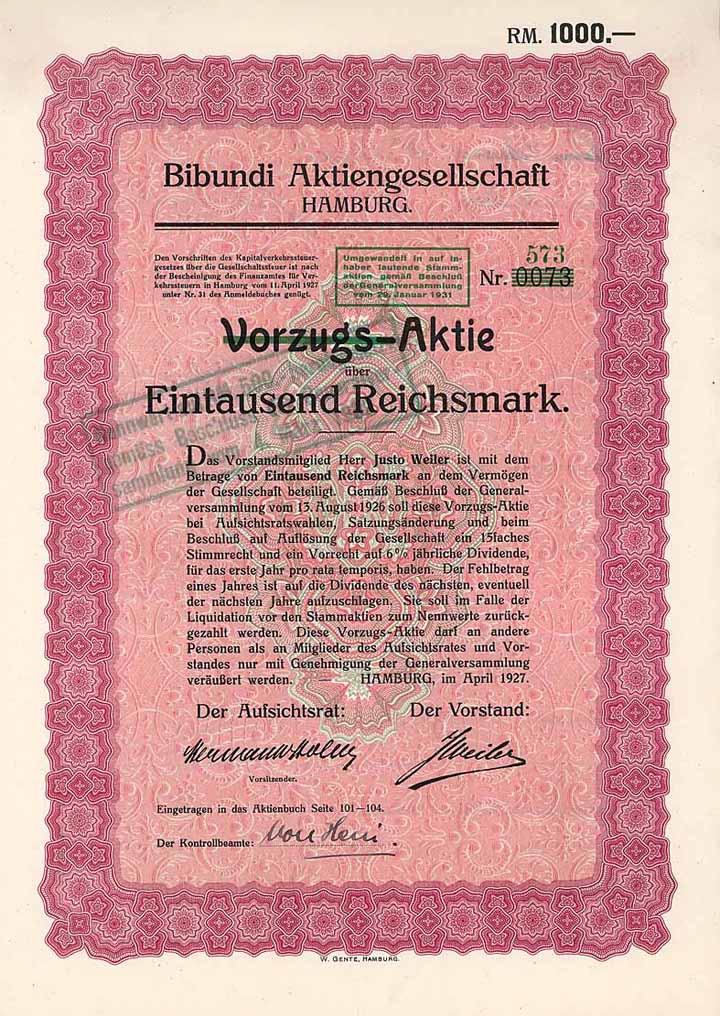 RM. 1000.—
Bibundi Aktiengesellschaft
HAMBURG.
Den Vorschriften des Kapitalverkehrssteuer-
gesetzes über die Gesellschaftssteuer ist nach
der Bescheinigung des Finanzamtes für Ver-
kehrssteuern in Hamburg vom 11. April 1927
unter Nr. 31 des Anmeldebuches genügt.
Umgewandelt in auf In-
haber lautende Stamm-
aktien gemäß Beschluß
der Generalversammlung
vom 29. Januar 1931
573
Nr. 0073
Vorzugs-Aktie
über
Eintausend Reichsmark.
Nennwert
gemäss Beschluss
sammlung
Das Vorstandsmitglied Herr Justo Weiler ist mit dem
Betrage von Eintausend Reichsmark an dem Vermögen
der Gesellschaft beteiligt. Gemäß Beschluß der General-
versammlung vom 13. August 1926 soll diese Vorzugs-Aktie
bei Aufsichtsratswahlen, Satzungsänderung und beim
Beschluß auf Auflösung der Gesellschaft ein 15faches
Stimmrecht und ein Vorrecht auf 6% jährliche Dividende,
für das erste Jahr pro rata temporis, haben. Der Fehlbetrag
eines Jahres ist auf die Dividende des nächsten, eventuell
der nächsten Jahre aufzuschlagen. Sie soll im Falle der
Liquidation vor den Stammaktien zum Nennwerte zurück-
gezahlt werden. Diese Vorzugs-Aktie darf an andere
Personen als an Mitglieder des Aufsichtsrates und Vor-
standes nur mit Genehmigung der Generalversammlung
veräußert werden. — HAMBURG, im April 1927.
Der Aufsichtsrat: Der Vorstand:
JWeiler
Vorsitzender.
Eingetragen in das Aktienbuch Seite 101—104.
Der Kontrollbeamte:
W. GENTE, HAMBURG.